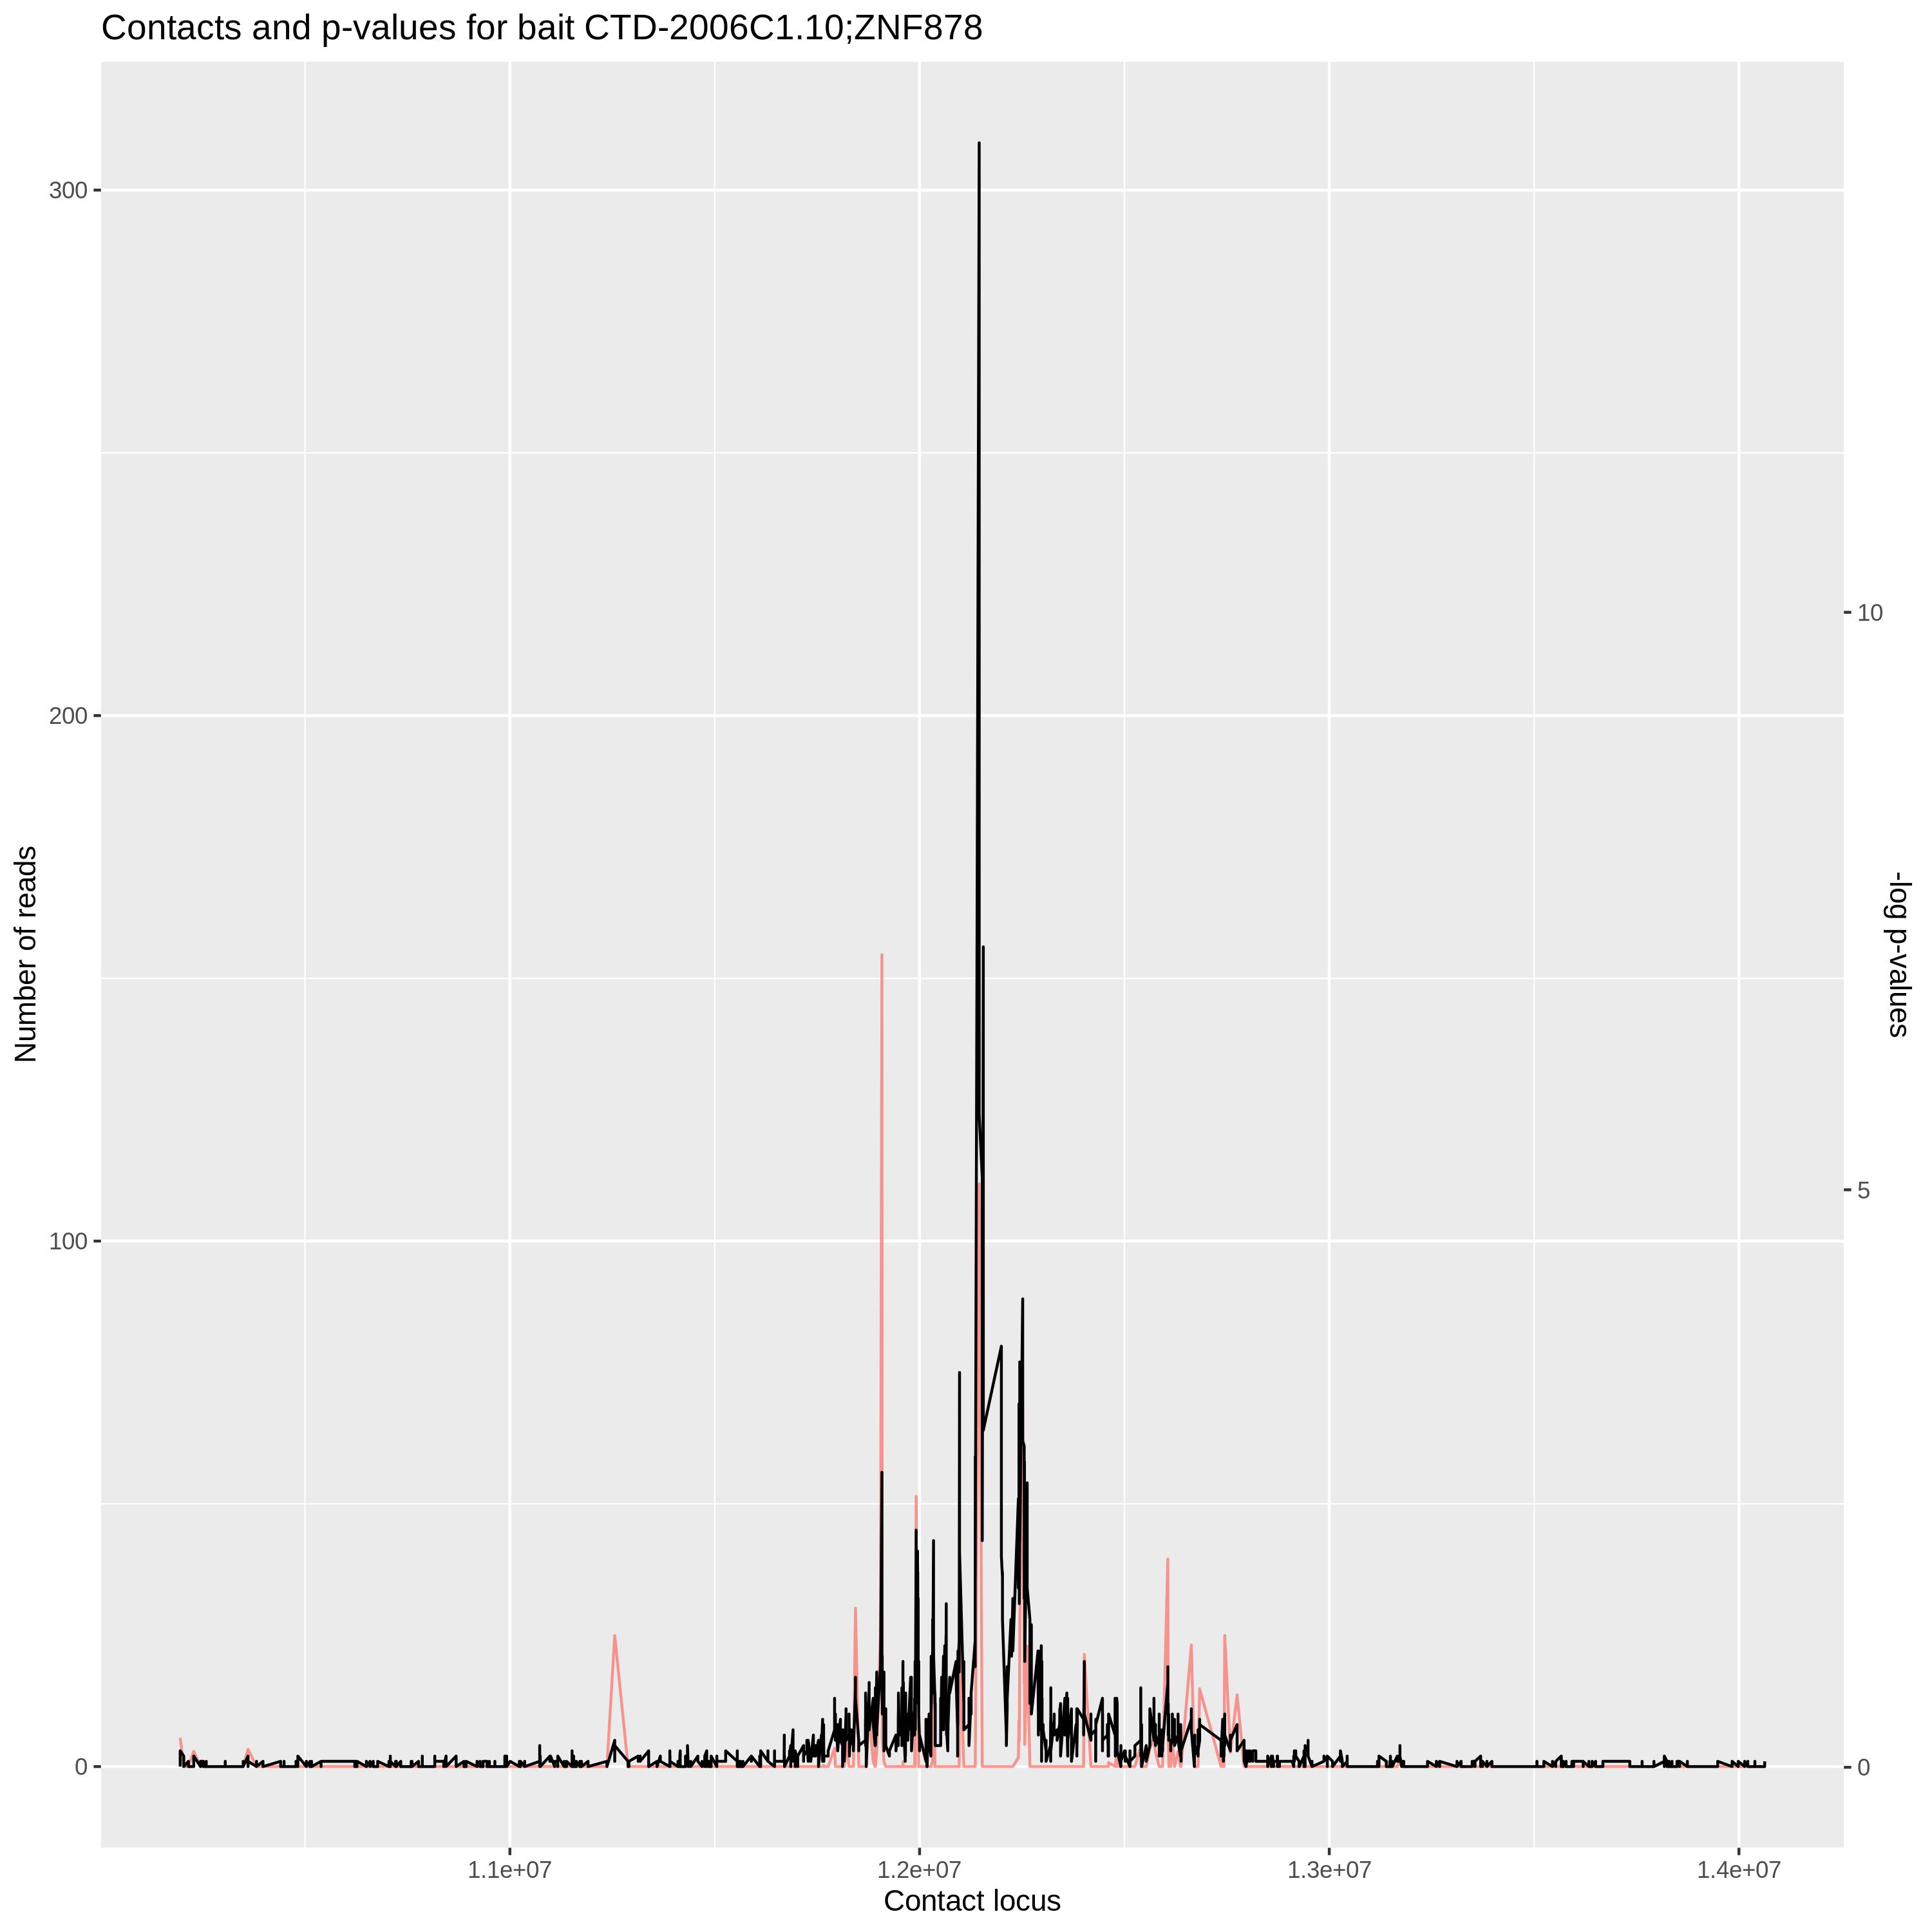 Contacts and p-values for bait CTD-2006C1.10;ZNF878
300
200
100
0
Number of reads
10
5
0
-log p-values
1.1e+07 1.2e+07 1.3e+07 1.4e+07
Contact locus